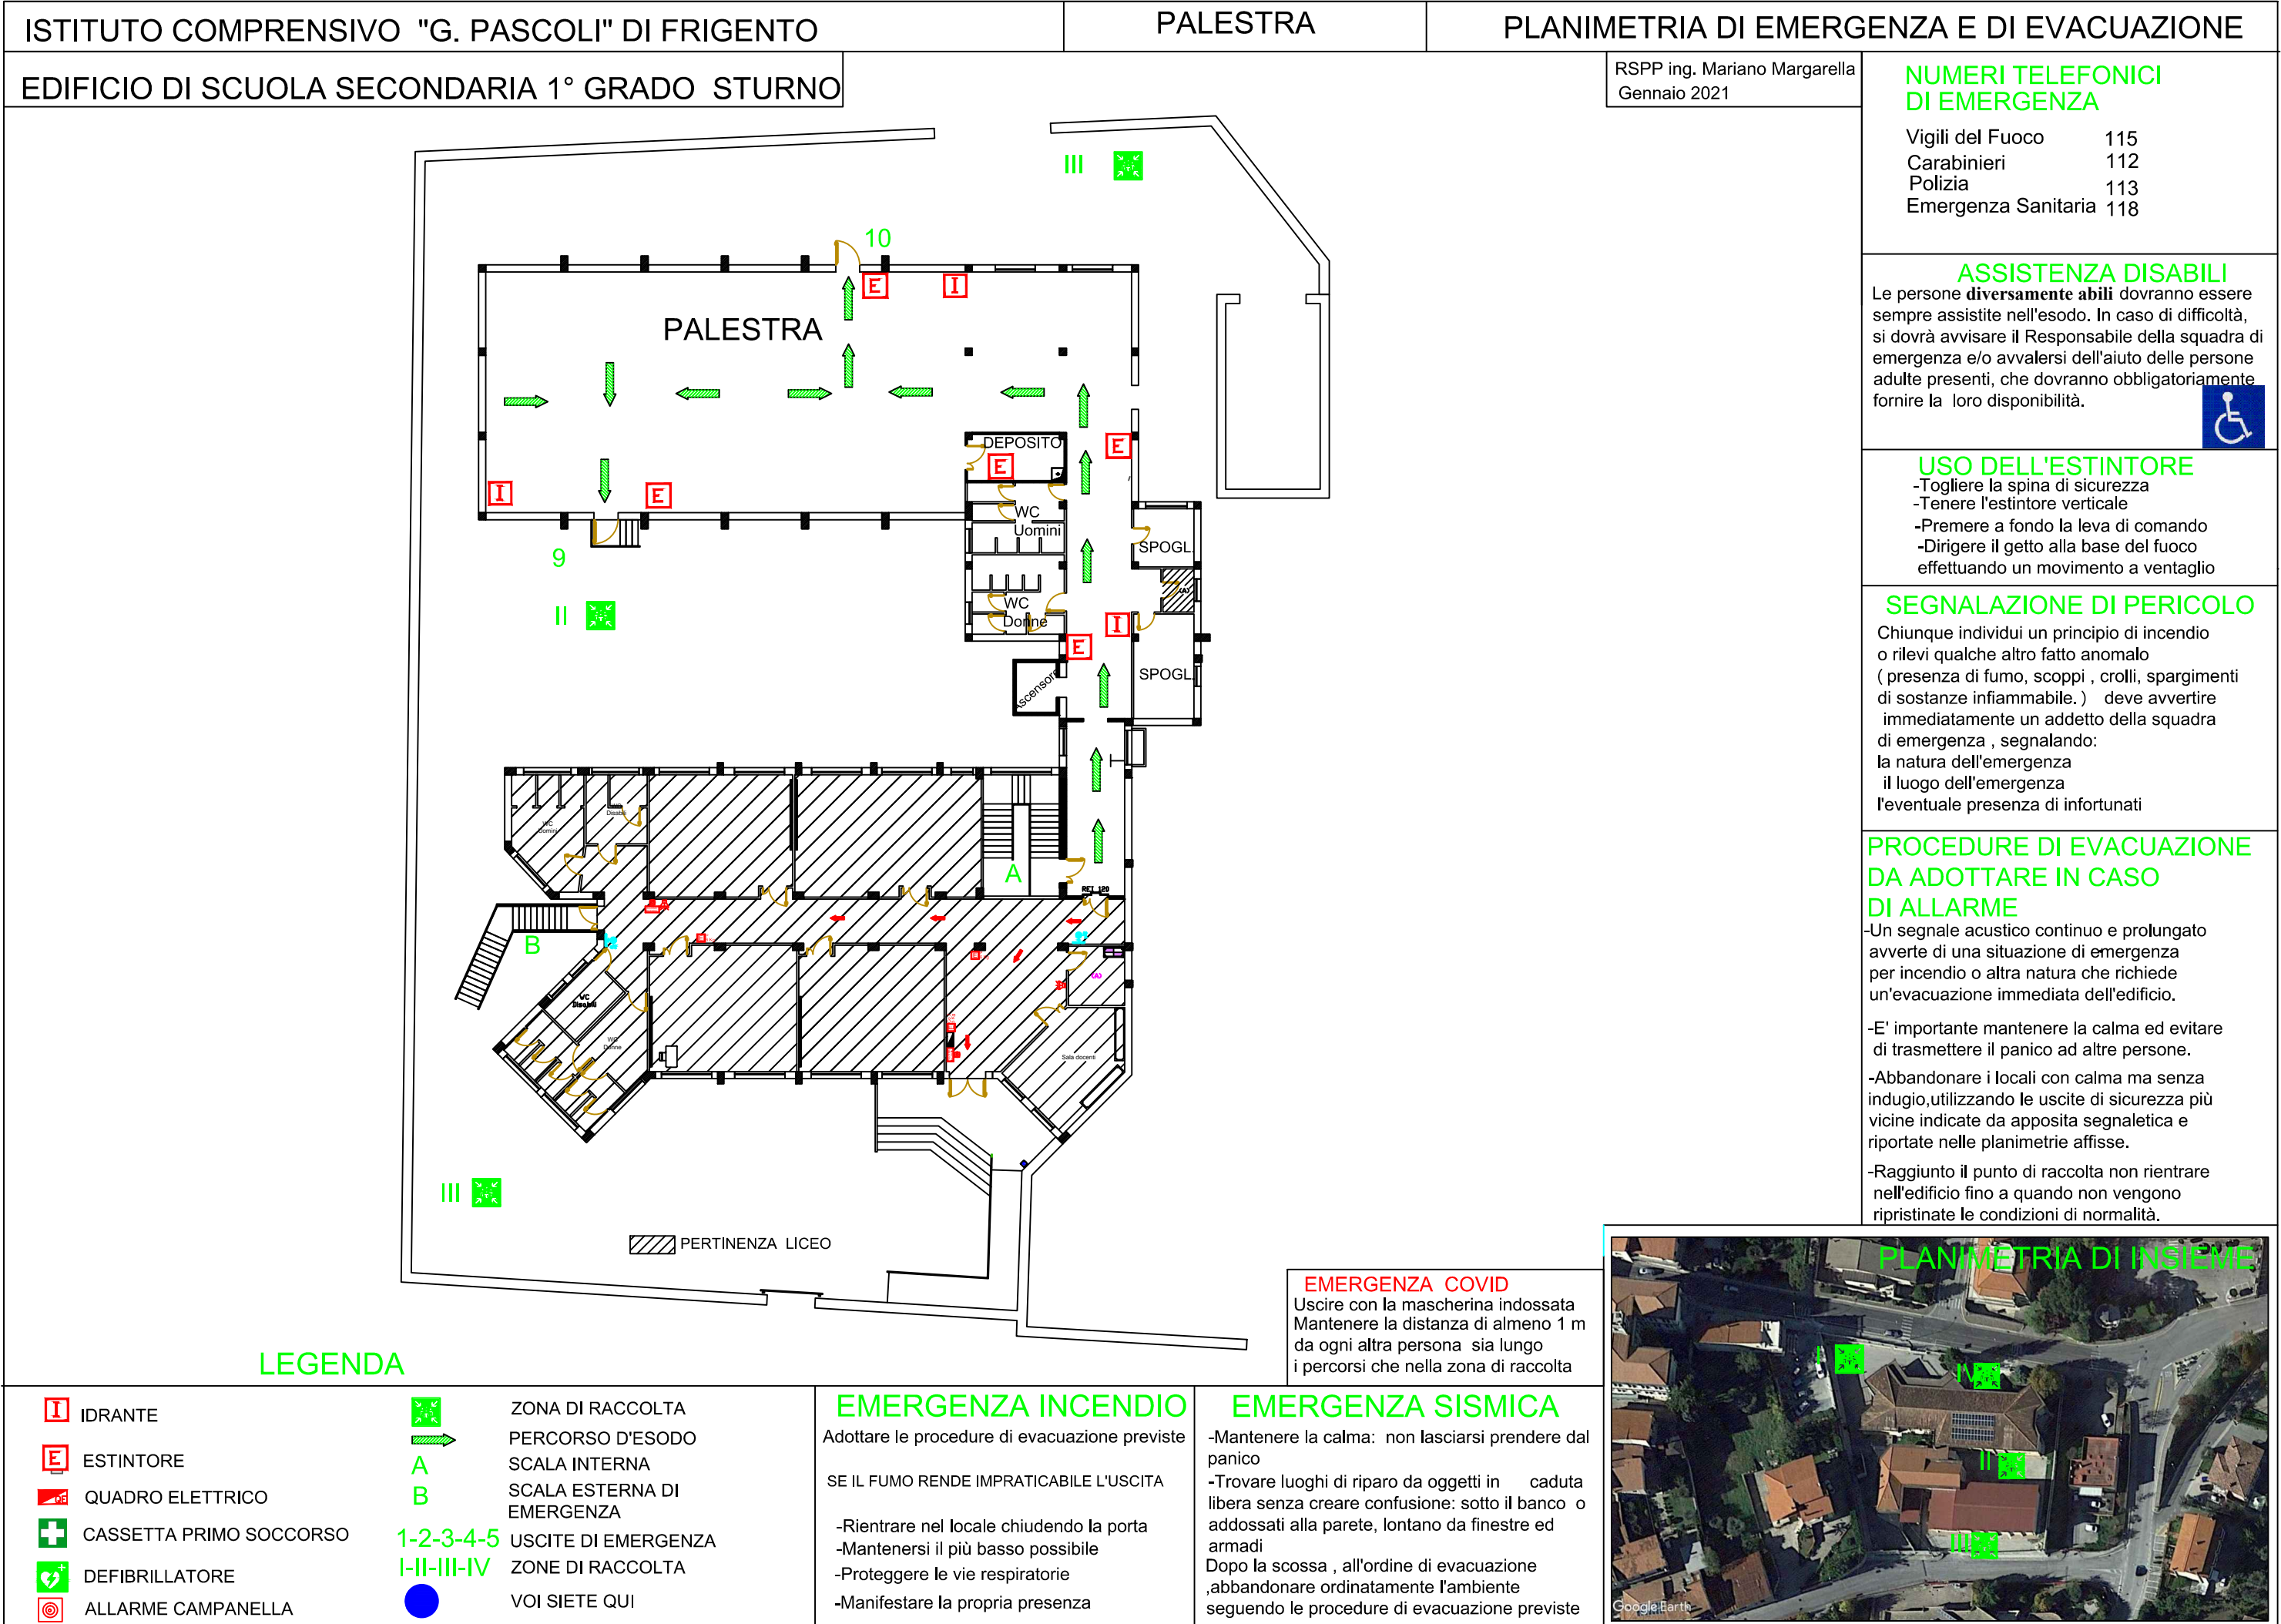 ISTITUTO COMPRENSIVO "G. PASCOLI" DI FRIGENTO
PALESTRA
PLANIMETRIA DI EMERGENZA E DI EVACUAZIONE
EDIFICIO DI SCUOLA SECONDARIA 1° GRADO STURNO
RSPP ing. Mariano Margarella
Gennaio 2021
NUMERI TELEFONICI
DI EMERGENZA
Vigili del Fuoco 115
Carabinieri 112
Polizia 113
Emergenza Sanitaria 118
ASSISTENZA DISABILI
Le persone diversamente abili dovranno essere
sempre assistite nell'esodo. In caso di difficoltà,
si dovrà avvisare il Responsabile della squadra di
emergenza e/o avvalersi dell'aiuto delle persone
adulte presenti, che dovranno obbligatoriamente
fornire la loro disponibilità.
USO DELL'ESTINTORE
-Togliere la spina di sicurezza
-Tenere l'estintore verticale
-Premere a fondo la leva di comando
-Dirigere il getto alla base del fuoco
effettuando un movimento a ventaglio
SEGNALAZIONE DI PERICOLO
Chiunque individui un principio di incendio
o rilevi qualche altro fatto anomalo
( presenza di fumo, scoppi , crolli, spargimenti
di sostanze infiammabile. ) deve avvertire
immediatamente un addetto della squadra
di emergenza , segnalando:
la natura dell'emergenza
il luogo dell'emergenza
l'eventuale presenza di infortunati
PROCEDURE DI EVACUAZIONE
DA ADOTTARE IN CASO
DI ALLARME
-Un segnale acustico continuo e prolungato
avverte di una situazione di emergenza
per incendio o altra natura che richiede
un'evacuazione immediata dell'edificio.
-E' importante mantenere la calma ed evitare
di trasmettere il panico ad altre persone.
-Abbandonare i locali con calma ma senza
indugio,utilizzando le uscite di sicurezza più
vicine indicate da apposita segnaletica e
riportate nelle planimetrie affisse.
-Raggiunto il punto di raccolta non rientrare
nell'edificio fino a quando non vengono
ripristinate le condizioni di normalità.
III
10
E
I
PALESTRA
E
DEPOSITO
E
I
E
WC
Uomini
SPOGL.
9
(A)
II
WC
Donne
I
E
SPOGL.
Ascensore
WC
Uomini
Disabili
A
REI 120
B
(A)
WC
Disabili
WC
Donne
Sala docenti
III
PERTINENZA LICEO
EMERGENZA COVID
Uscire con la mascherina indossata
Mantenere la distanza di almeno 1 m
da ogni altra persona sia lungo
i percorsi che nella zona di raccolta
PLANIMETRIA DI INSIEME
I
IV
II
III
Google Earth
LEGENDA
I IDRANTE
E ESTINTORE
QE QUADRO ELETTRICO
CASSETTA PRIMO SOCCORSO
DEFIBRILLATORE
ALLARME CAMPANELLA
ZONA DI RACCOLTA
PERCORSO D'ESODO
A SCALA INTERNA
B SCALA ESTERNA DI
EMERGENZA
1-2-3-4-5 USCITE DI EMERGENZA
I-II-III-IV ZONE DI RACCOLTA
VOI SIETE QUI
EMERGENZA INCENDIO
Adottare le procedure di evacuazione previste
SE IL FUMO RENDE IMPRATICABILE L'USCITA
-Rientrare nel locale chiudendo la porta
-Mantenersi il più basso possibile
-Proteggere le vie respiratorie
-Manifestare la propria presenza
EMERGENZA SISMICA
-Mantenere la calma: non lasciarsi prendere dal
panico
-Trovare luoghi di riparo da oggetti in caduta
libera senza creare confusione: sotto il banco o
addossati alla parete, lontano da finestre ed
armadi
Dopo la scossa , all'ordine di evacuazione
,abbandonare ordinatamente l'ambiente
seguendo le procedure di evacuazione previste